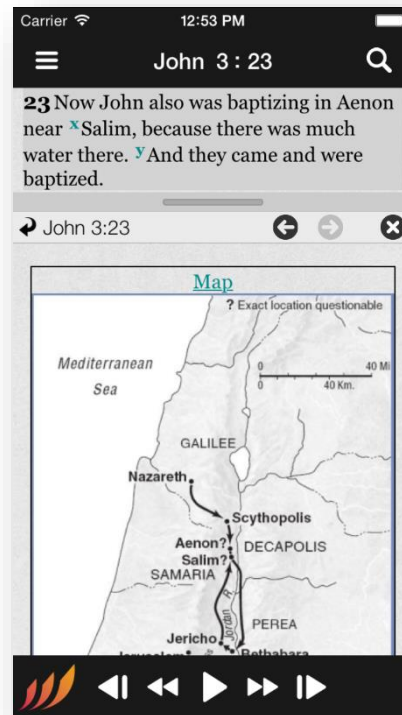 Carrier 12:53 PM
John 3 : 23
23 Now John also was baptizing in Aenon
near xSalim, because there was much
water there. yAnd they came and were
baptized.
John 3:23
Map
? Exact location questionable
Mediterranean
Sea
0 40 Mi
0 40 Km.
GALILEE
Nazareth
Scythopolis
Aenon?
DECAPOLIS
Salim?
SAMARIA
Jordan R.
PEREA
Jericho
Jerusalem
Bethabara